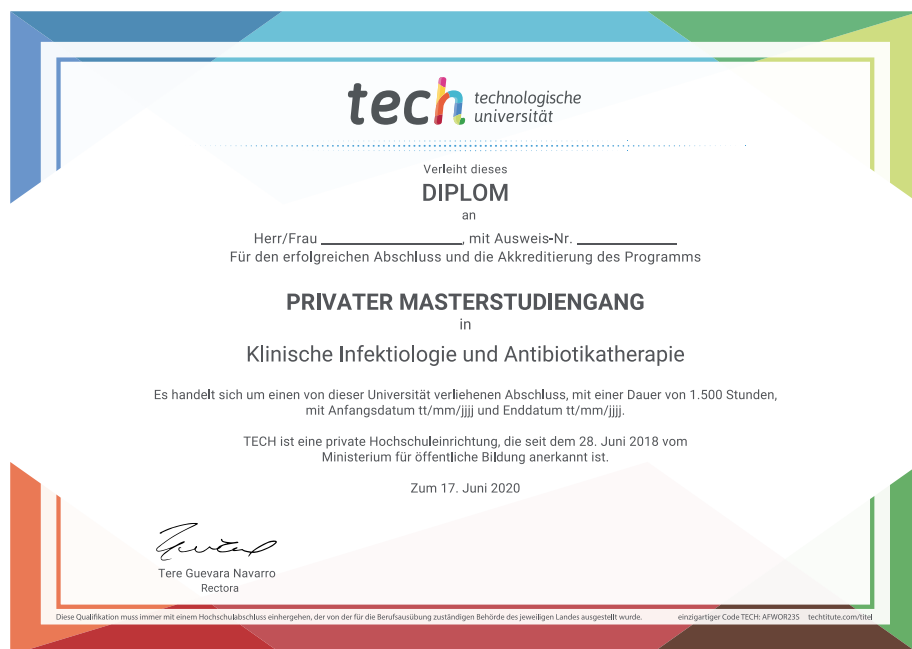 tech technologische
universität
Verleiht dieses
DIPLOM
an
Herr/Frau ____________________, mit Ausweis-Nr. ______________
Für den erfolgreichen Abschluss und die Akkreditierung des Programms
PRIVATER MASTERSTUDIENGANG
in
Klinische Infektiologie und Antibiotikatherapie
Es handelt sich um einen von dieser Universität verliehenen Abschluss, mit einer Dauer von 1.500 Stunden,
mit Anfangsdatum tt/mm/jjjj und Enddatum tt/mm/jjjj.
TECH ist eine private Hochschuleinrichtung, die seit dem 28. Juni 2018 vom
Ministerium für öffentliche Bildung anerkannt ist.
Zum 17. Juni 2020
Tere Guevara Navarro
Rectora
Diese Qualifikation muss immer mit einem Hochschulabschluss einhergehen, der von der für die Berufsausübung zuständigen Behörde des jeweiligen Landes ausgestellt wurde. einzigartiger Code TECH: AFWOR23S techtitute.com/titel